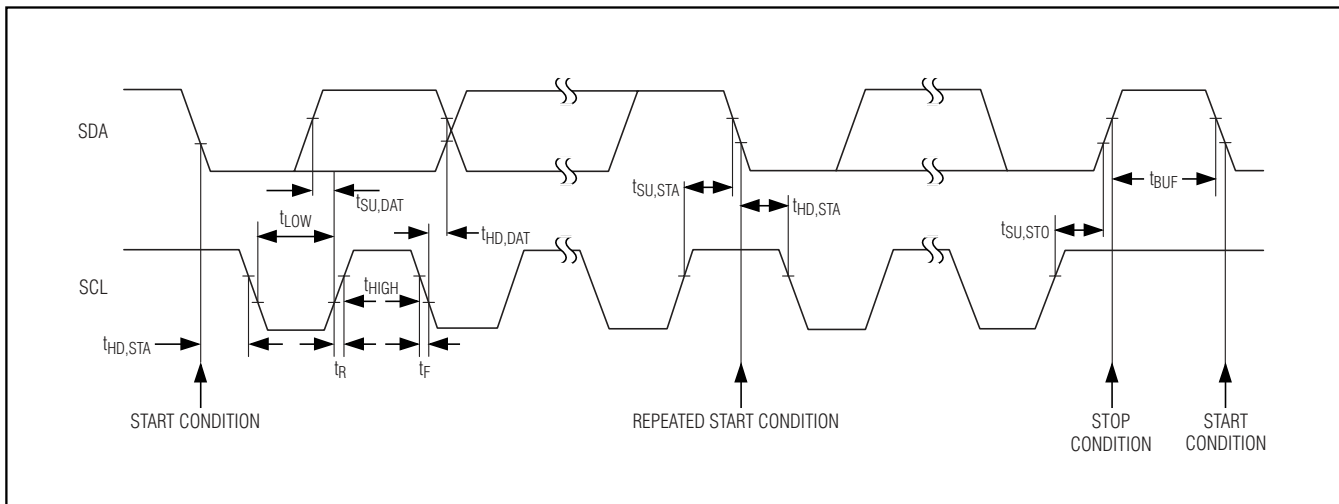 SDA
tSU,STA
tBUF
tSU,DAT
tLOW
tHD,STA
tHD,DAT
tSU,STO
SCL
tHIGH
tHD,STA
tR
tF
START CONDITION
REPEATED START CONDITION
STOP
CONDITION
START
CONDITION